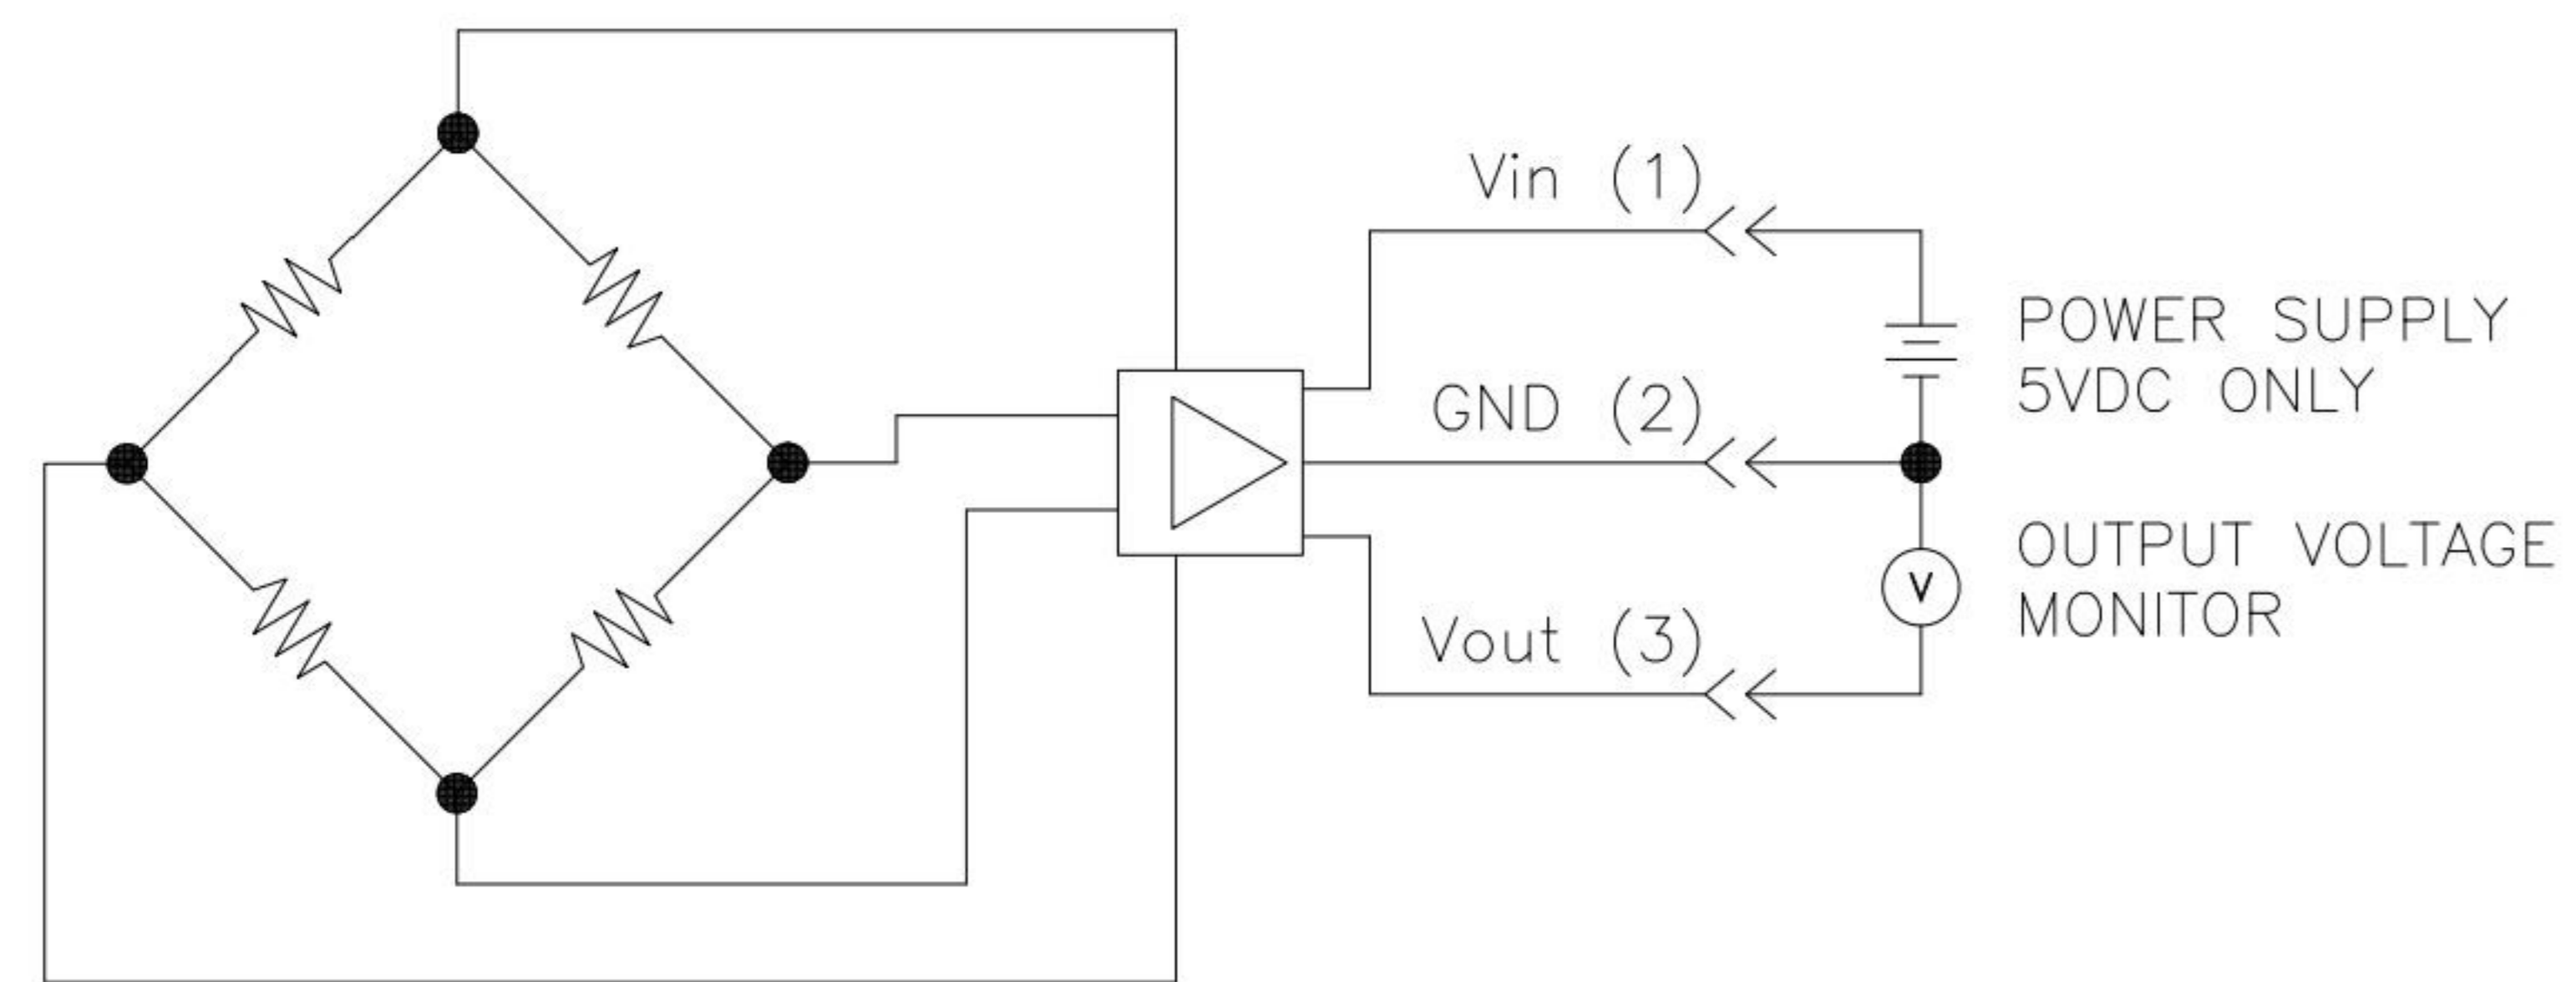 Vin (1)
POWER SUPPLY
5VDC ONLY
GND (2)
OUTPUT VOLTAGE
MONITOR
V
Vout (3)